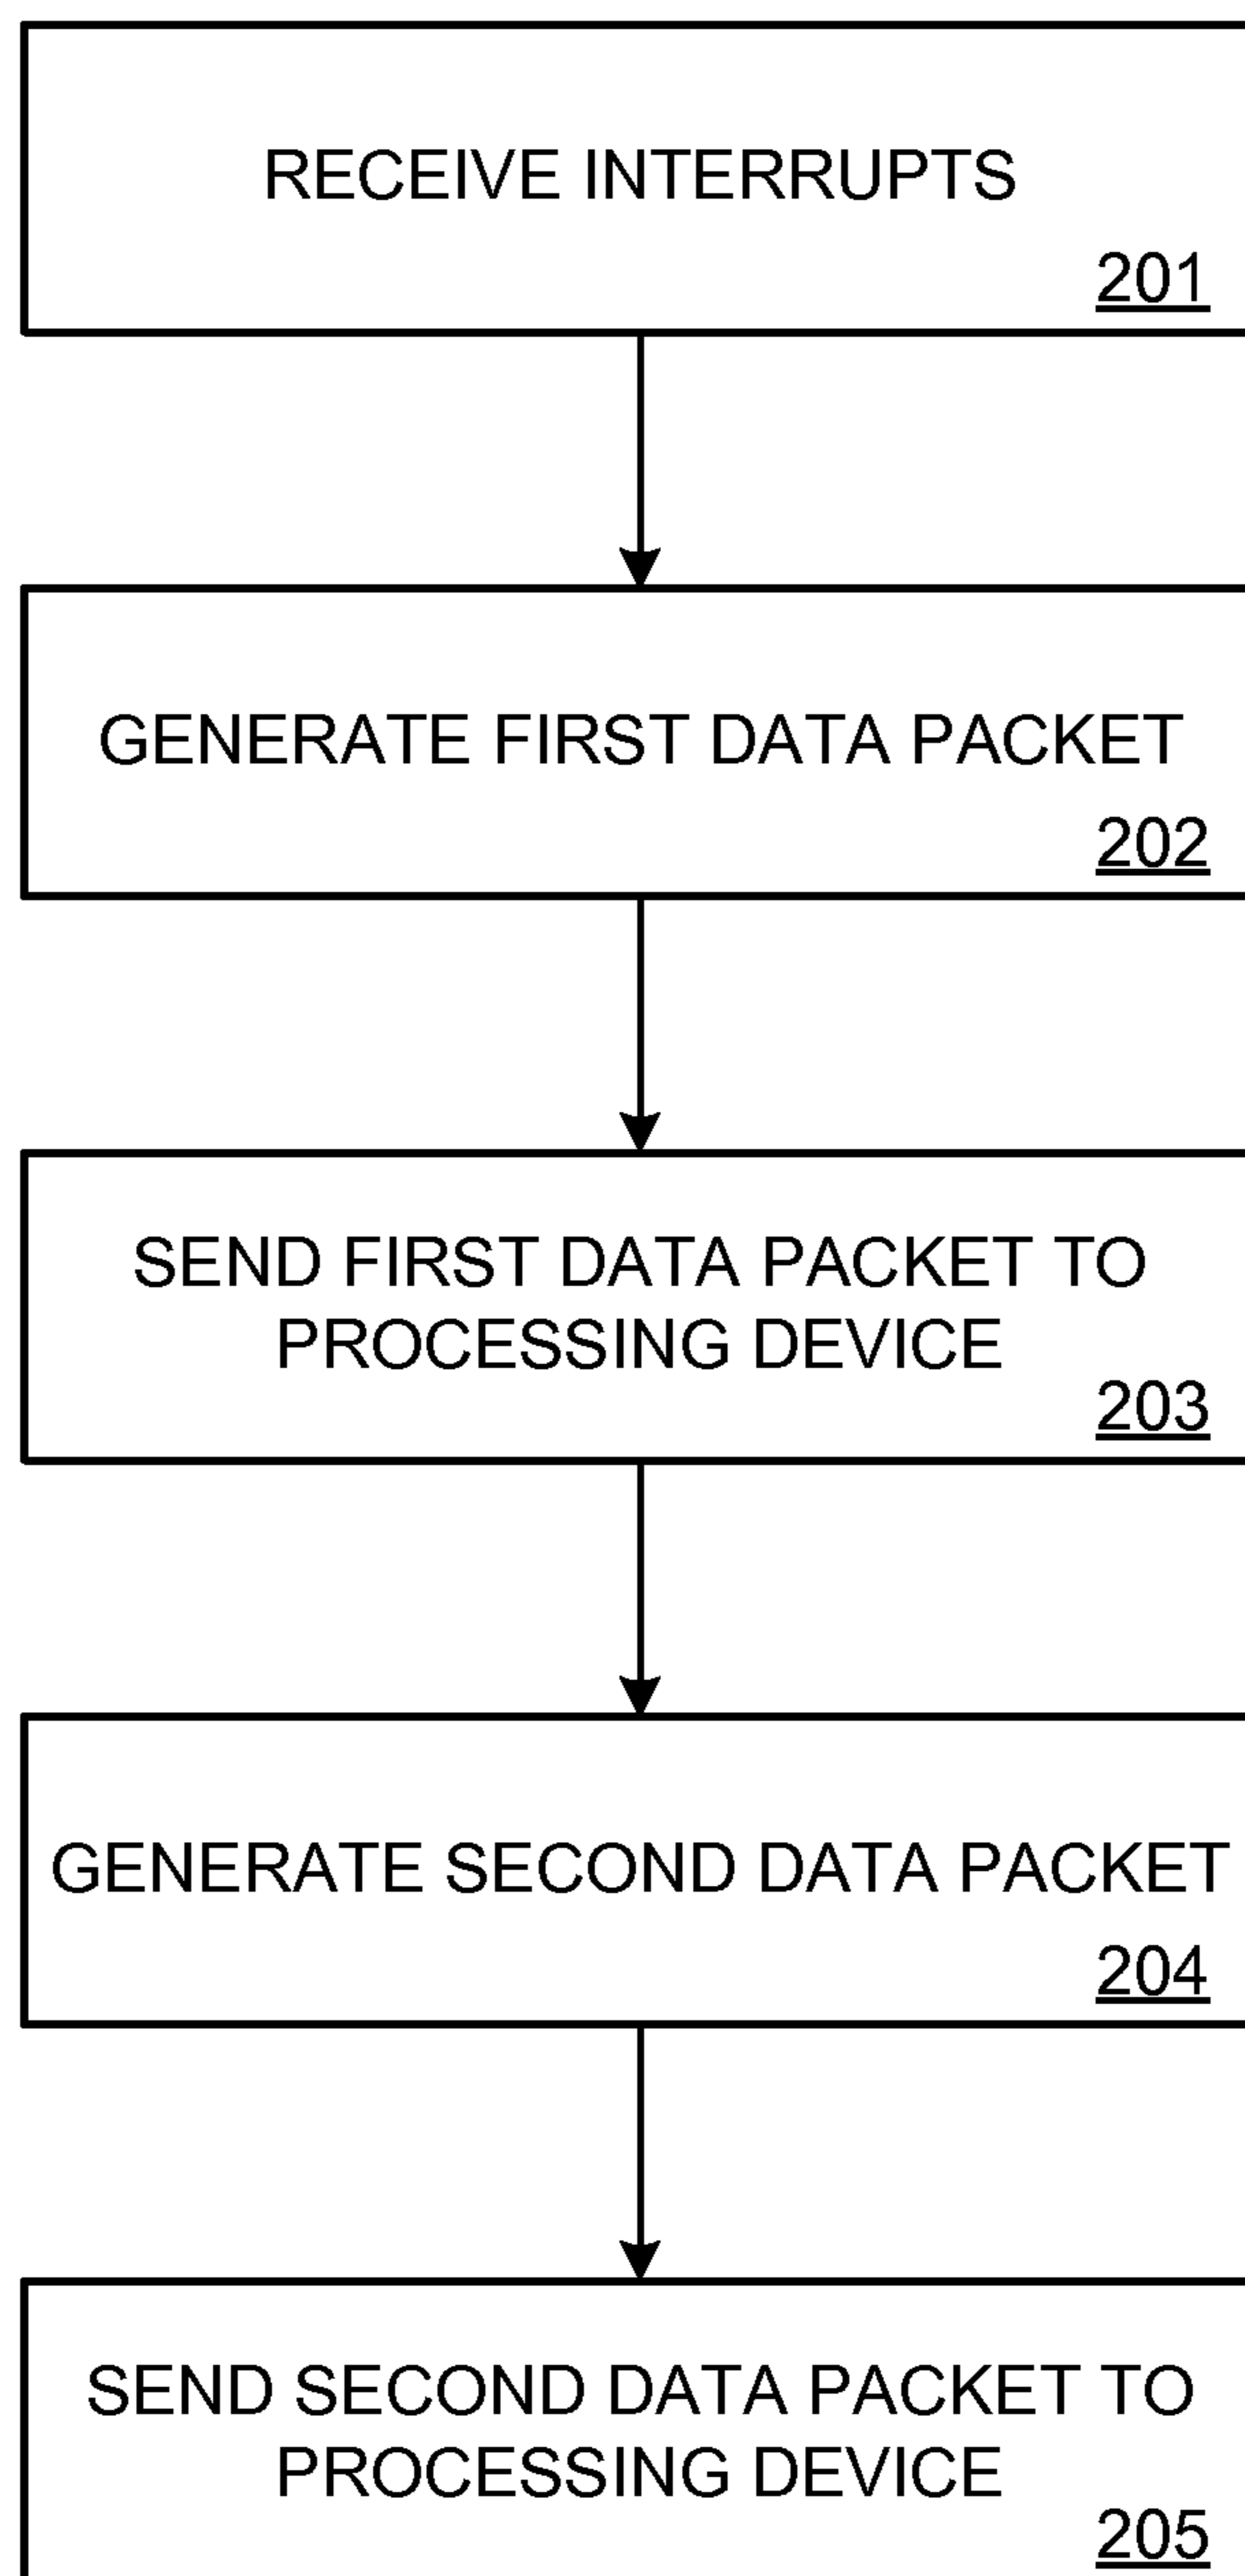 RECEIVE INTERRUPTS
201
GENERATE FIRST DATA PACKET
202
SEND FIRST DATA PACKET TO
PROCESSING DEVICE
203
GENERATE SECOND DATA PACKET
204
SEND SECOND DATA PACKET TO
PROCESSING DEVICE
205